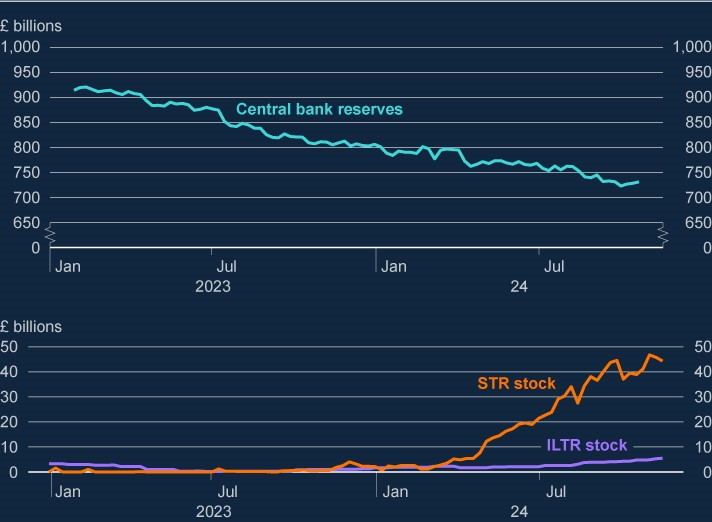 £ billions
1,000 1,000
950 950
900 900
Central bank reserves
850 850
800 800
750 750
700 700
650 650
0 0
Jan Jul Jan Jul
2023 24
£ billions
50 50
STR stock
40 40
30 30
20 20
ILTR stock
10 10
0 0
Jan Jul Jan Jul
2023 24